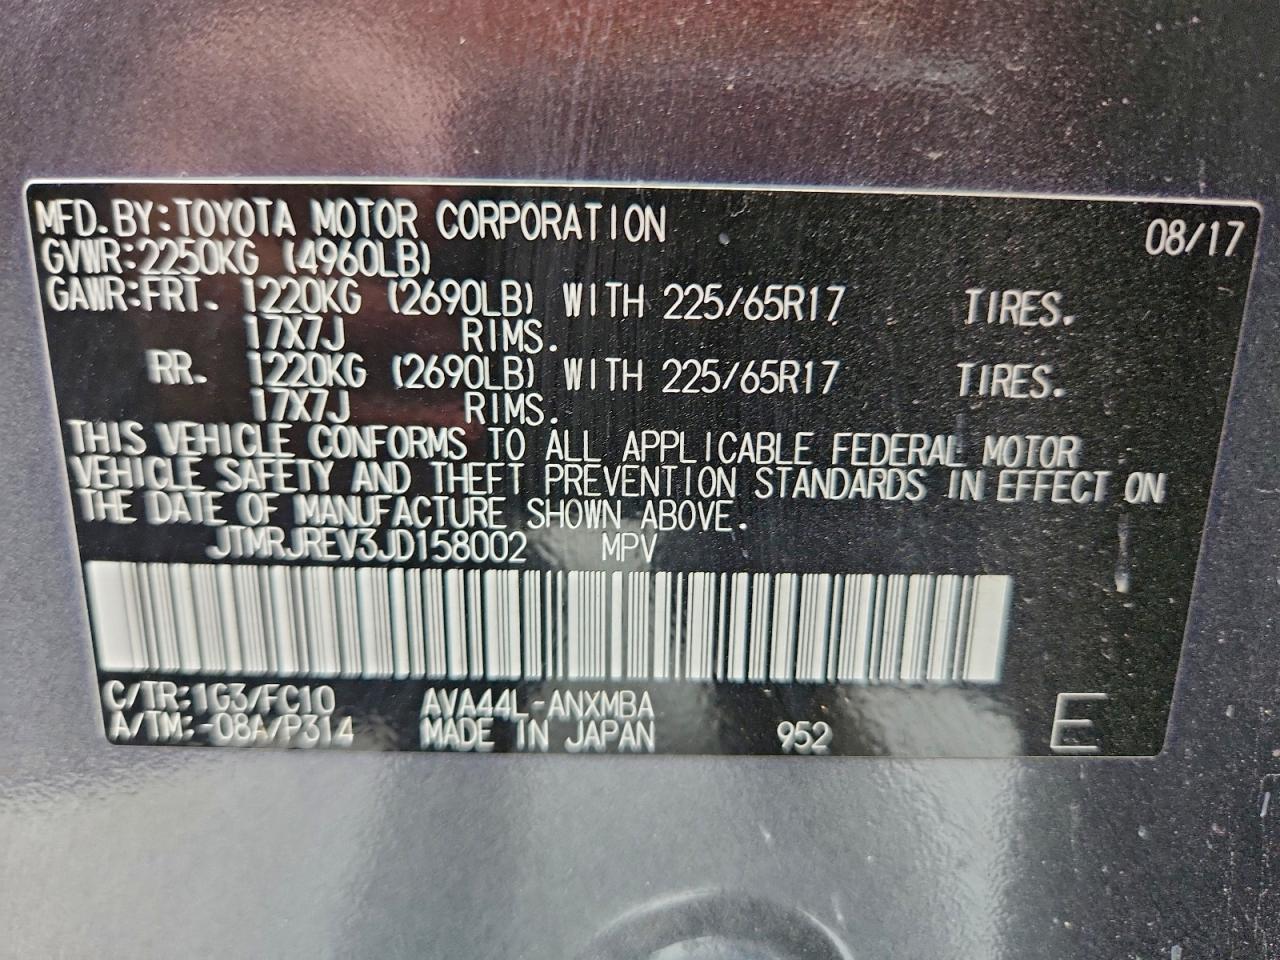 MFD.BY:TOYOTA MOTOR CORPORATION 08/17
GVWR:2250KG (4960LB)
GAWR:FRT. 1220KG (2690LB) WITH 225/65R17 TIRES.
17X7J RIMS.
RR. 1220KG (2690LB) WITH 225/65R17 TIRES.
17X7J RIMS.
THIS VEHICLE CONFORMS TO ALL APPLICABLE FEDERAL MOTOR
VEHICLE SAFETY AND THEFT PREVENTION STANDARDS IN EFFECT ON
THE DATE OF MANUFACTURE SHOWN ABOVE.
JTMRJREV3JD158002 MPV
C/TR:1G3/FC10 AVA44L-ANXMBA
A/TM:-08A/P314 MADE IN JAPAN 952 E